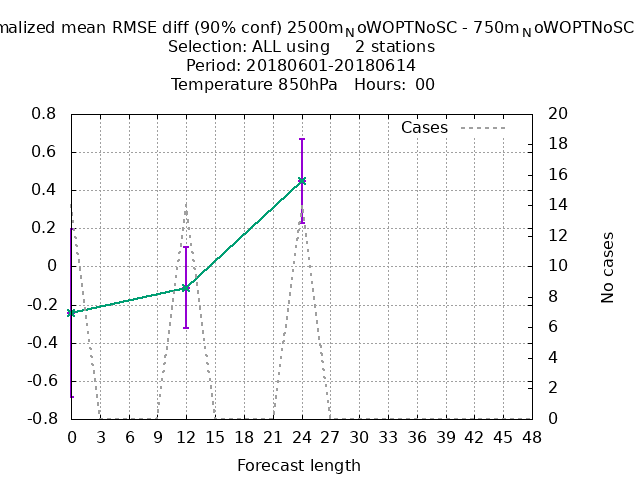 malized mean RMSE diff (90% conf) 2500mNoWOPTNoSC - 750mNoWOPTNoSC
Selection: ALL using 2 stations
Period: 20180601-20180614
Temperature 850hPa Hours: 00
Cases
0.8
0.6
0.4
0.2
0
-0.2
-0.4
-0.6
-0.8
20
18
16
14
12
10
8
6
4
2
0
No cases
0 3 6 9 12 15 18 21 24 27 30 33 36 39 42 45 48
Forecast length